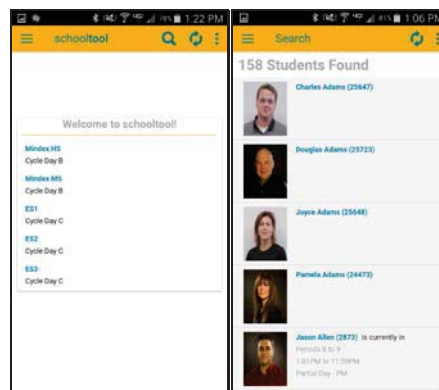 1:22 PM
schooltool
Welcome to schooltool!
Mindex HS
Cycle Day B
Mindex MS
Cycle Day B
ES1
Cycle Day C
ES2
Cycle Day C
ES3
Cycle Day C
1:06 PM
Search
158 Students Found
Charles Adams (25647)
Douglas Adams (25723)
Joyce Adams (25648)
Pamela Adams (24473)
Jason Allen (2873) is currently in
Periods 8 to 9
1:01PM to 11:59PM
Partial Day - PM